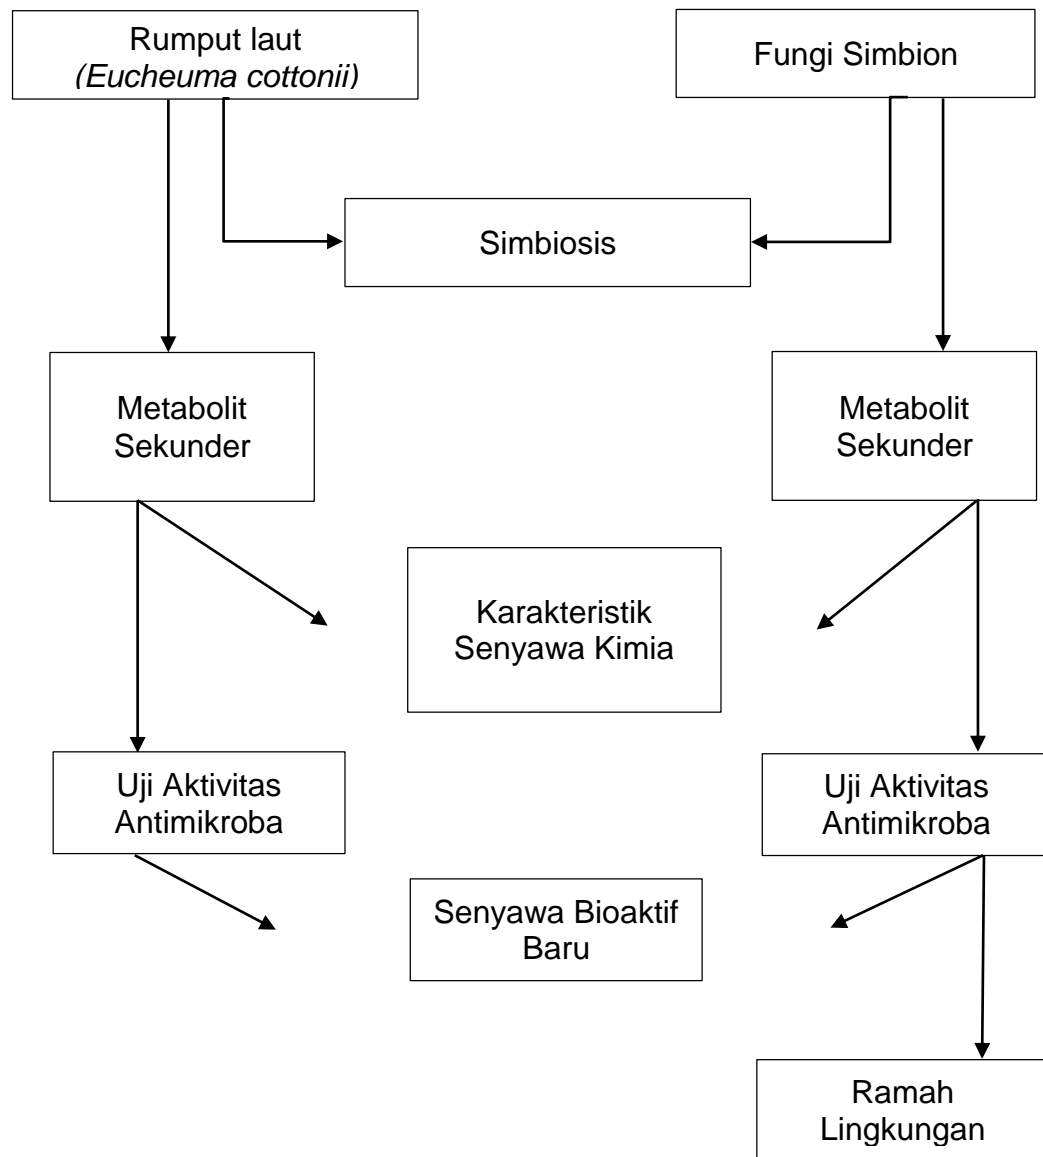 Rumput laut
(Eucheuma cottonii)
Fungi Simbion
Simbiosis
Metabolit
Sekunder
Metabolit
Sekunder
Karakteristik
Senyawa Kimia
Uji Aktivitas
Antimikroba
Uji Aktivitas
Antimikroba
Senyawa Bioaktif
Baru
Ramah
Lingkungan